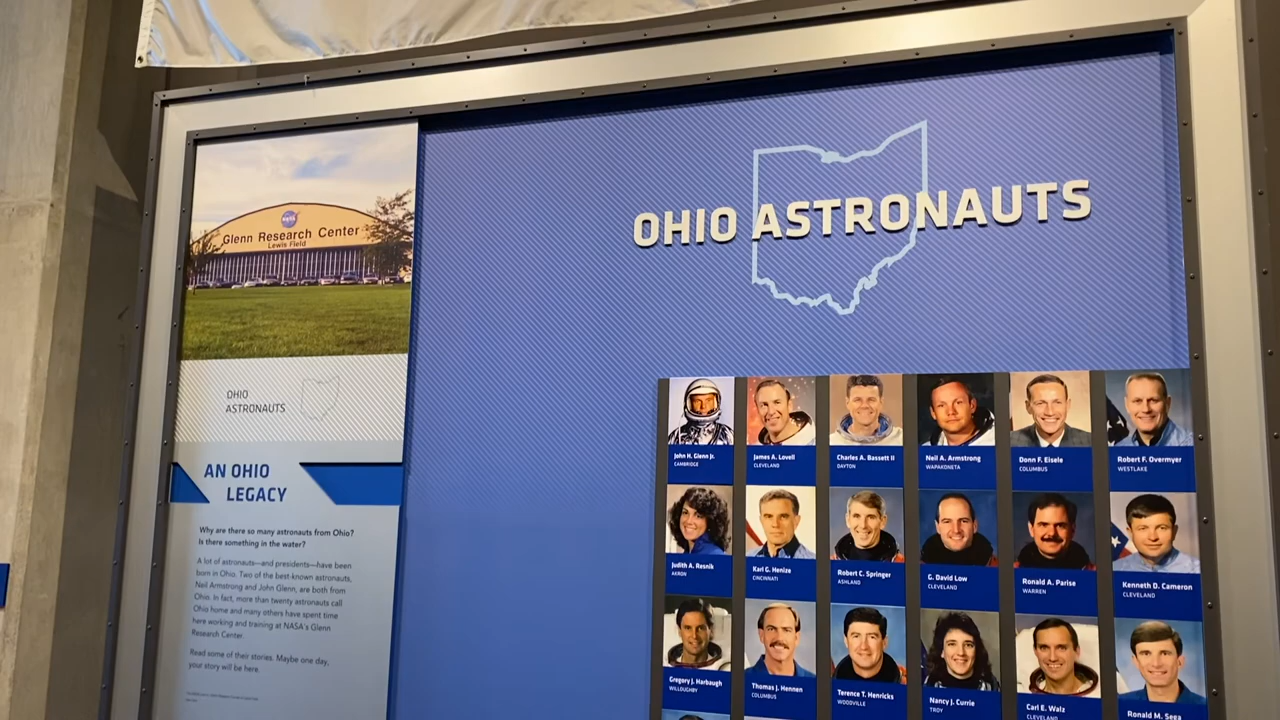 NASA
Glenn Research Center
Lewis Field
OHIO
ASTRONAUTS
AN OHIO
LEGACY
Why are there so many astronauts from Ohio?
Is there something in the water?
A lot of astronauts—and presidents—have been
born in Ohio. Two of the best-known astronauts,
Neil Armstrong and John Glenn, are both from
Ohio. In fact, more than twenty astronauts call
Ohio home and many others have spent time
here working and training at NASA's Glenn
Research Center.
Read some of their stories. Maybe one day,
your story will be here.
OHIO ASTRONAUTS
John H. Glenn Jr.
CAMBRIDGE
James A. Lovell
CLEVELAND
Charles A. Bassett II
DAYTON
Neil A. Armstrong
WAPAKONETA
Donn F. Eisele
COLUMBUS
Robert F. Overmyer
WESTLAKE
Judith A. Resnik
AKRON
Karl G. Henize
CINCINNATI
Robert C. Springer
ASHLAND
G. David Low
CLEVELAND
Ronald A. Parise
WARREN
Kenneth D. Cameron
CLEVELAND
Gregory J. Harbaugh
WILLOUGHBY
Thomas J. Hennen
COLUMBUS
Terence T. Henricks
WOODVILLE
Nancy J. Currie
TROY
Carl E. Walz
CLEVELAND
Ronald M. Sega